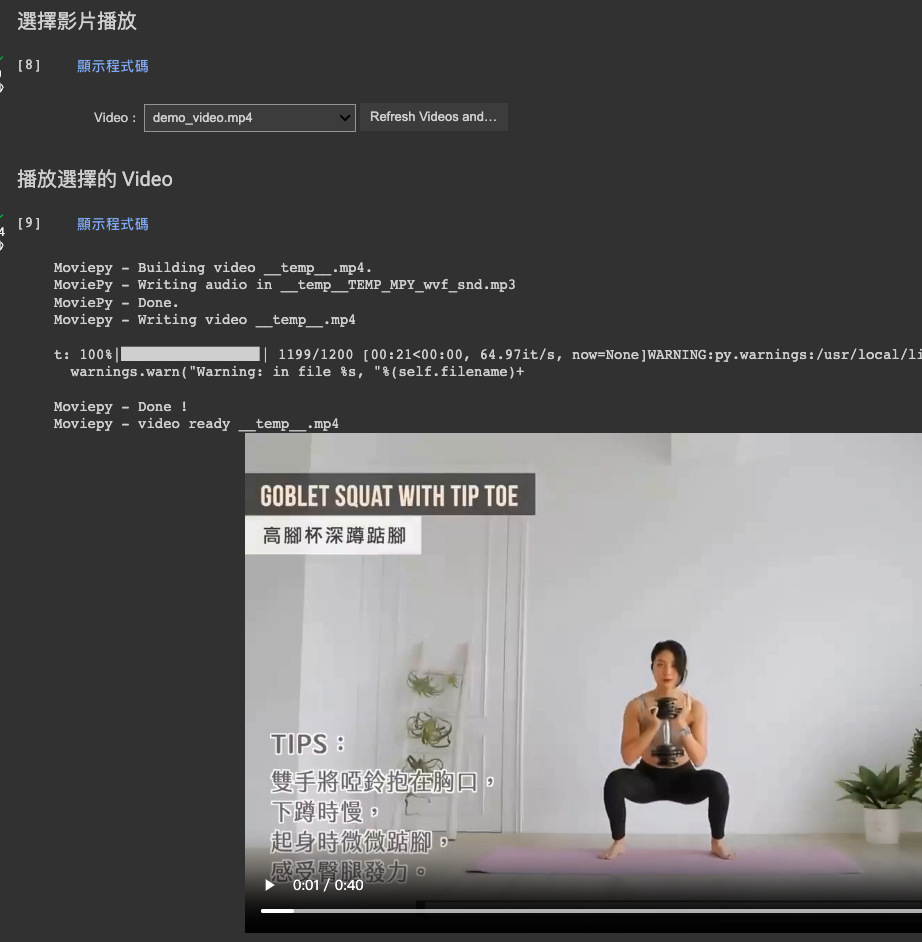 選擇影片播放
[8] 顯示程式碼
Video : demo_video.mp4 Refresh Videos and…
播放選擇的 Video
[9] 顯示程式碼
Moviepy - Building video __temp__.mp4.
MoviePy - Writing audio in __temp__TEMP_MPY_wvf_snd.mp3
MoviePy - Done.
Moviepy - Writing video __temp__.mp4
t: 100%| | 1199/1200 [00:21<00:00, 64.97it/s, now=None]WARNING:py.warnings:/usr/local/li
warnings.warn("Warning: in file %s, "%(self.filename)+
Moviepy - Done !
Moviepy - video ready __temp__.mp4
GOBLET SQUAT WITH TIP TOE
高腳杯深蹲踮腳
TIPS：
雙手將啞鈴抱在胸口，
下蹲時慢，
起身時微微踮腳，
感受臀腿發力。
0:01 / 0:40